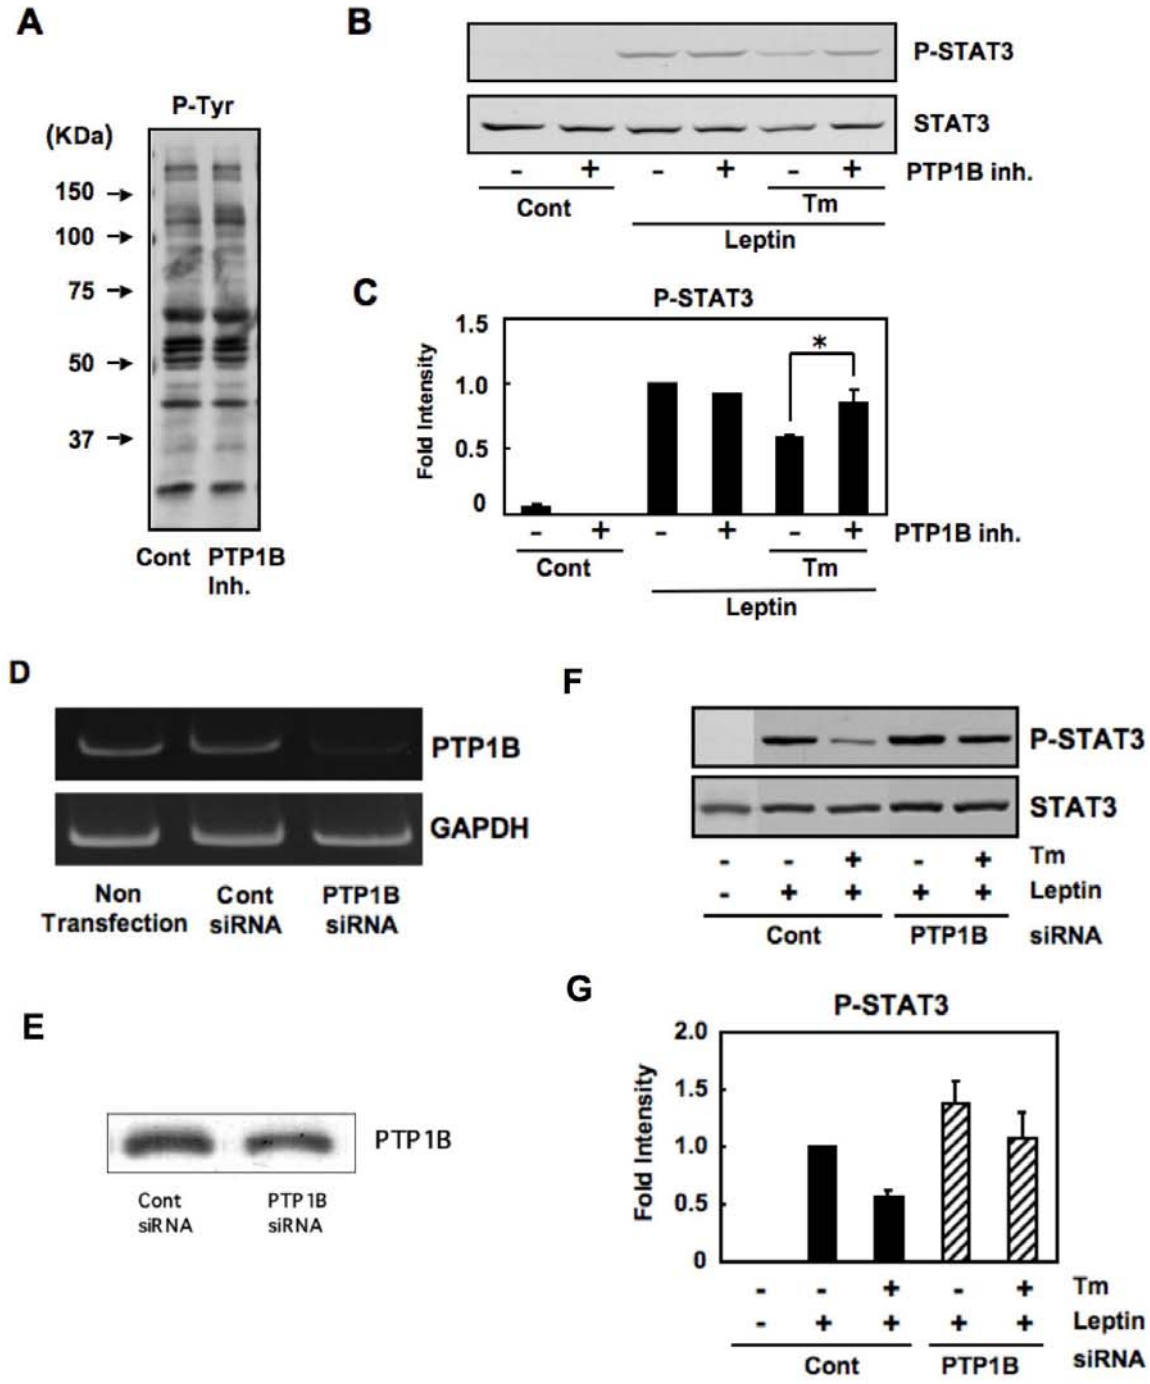 A
P-Tyr
(KDa)
150
100
75
50
37
Cont PTP1B
Inh.
B
P-STAT3
STAT3
- + - + - + PTP1B inh.
Cont Tm
Leptin
C
P-STAT3
Fold Intensity
1.5
1.0
0.5
0
*
- + - + - + PTP1B inh.
Cont Tm
Leptin
D
PTP1B
GAPDH
Non Cont PTP1B
Transfection siRNA siRNA
E
PTP1B
Cont PTP1B
siRNA siRNA
F
P-STAT3
STAT3
- - + - + Tm
- + + + + Leptin
Cont PTP1B siRNA
G
P-STAT3
Fold Intensity
2.0
1.5
1.0
0.5
0
- - + - + Tm
- + + + + Leptin
Cont PTP1B siRNA